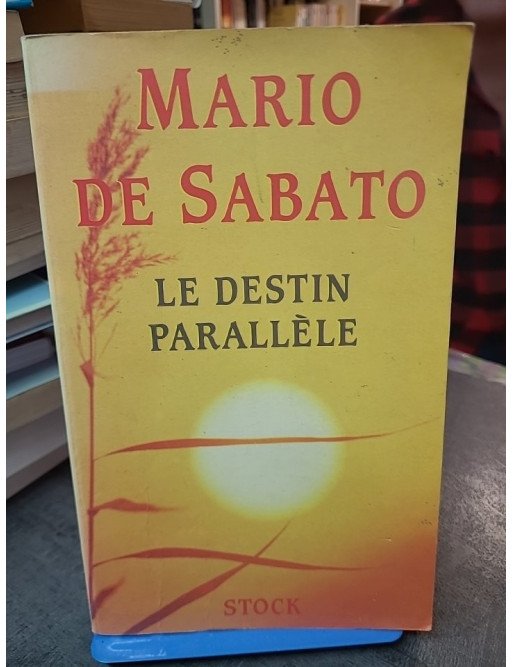 MARIO
DE SABATO
LE DESTIN
PARALLÈLE
STOCK